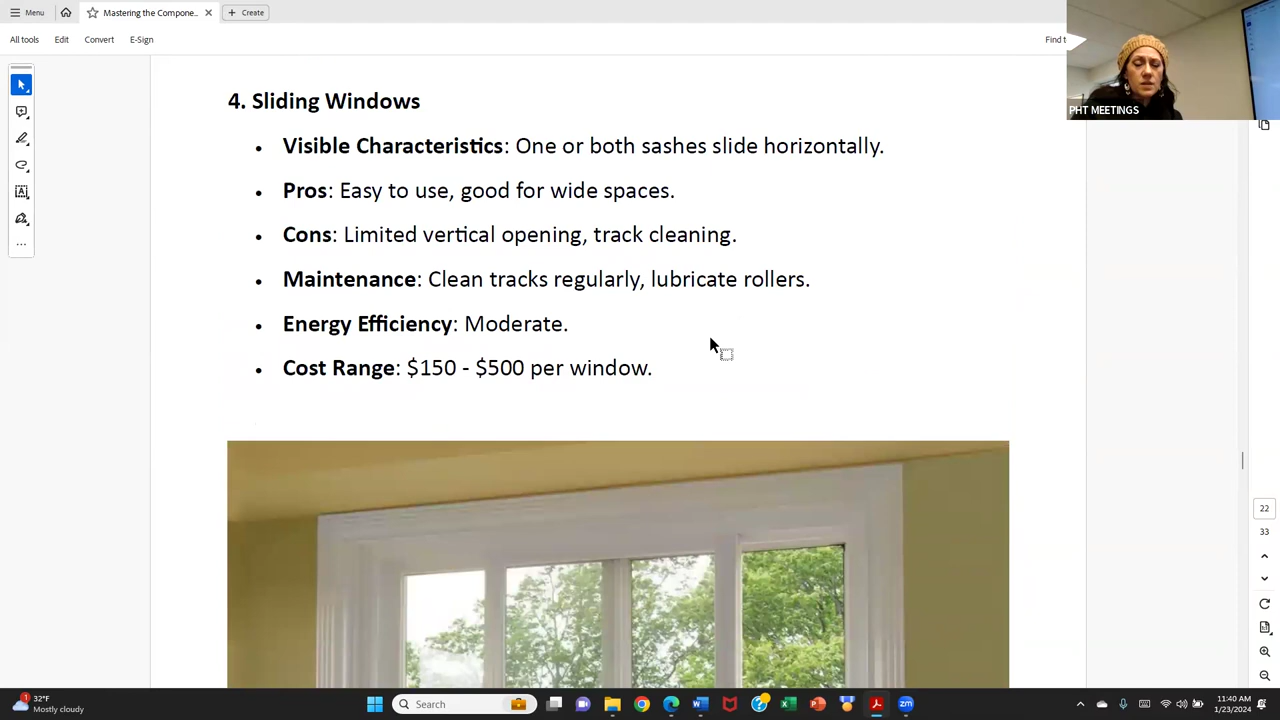 Menu
Mastering the Compone...
Create
All tools
Edit
Convert
E-Sign
Find t
PHT MEETINGS
4. Sliding Windows
• Visible Characteristics: One or both sashes slide horizontally.
• Pros: Easy to use, good for wide spaces.
• Cons: Limited vertical opening, track cleaning.
• Maintenance: Clean tracks regularly, lubricate rollers.
• Energy Efficiency: Moderate.
• Cost Range: $150 - $500 per window.
22
33
1
32°F
Mostly cloudy
Search
11:40 AM
1/23/2024